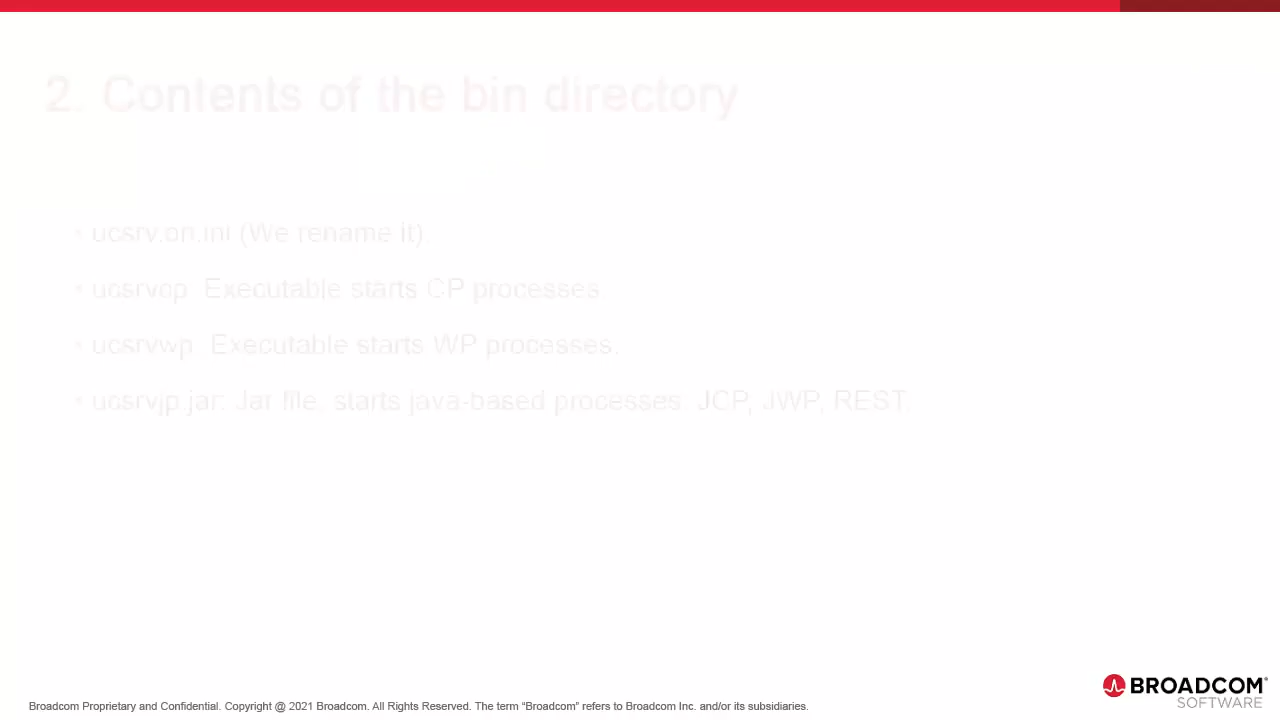 2. Contents of the bin directory
• ucsrv.on.ini (We rename it).
• ucsrvcp. Executable starts CP processes.
• ucsrvwp. Executable starts WP processes.
• ucsrvjp.jar. Jar file, starts java-based processes. JCP, JWP, REST.
Broadcom Proprietary and Confidential. Copyright @ 2021 Broadcom. All Rights Reserved. The term “Broadcom” refers to Broadcom Inc. and/or its subsidiaries.
BROADCOM®
SOFTWARE